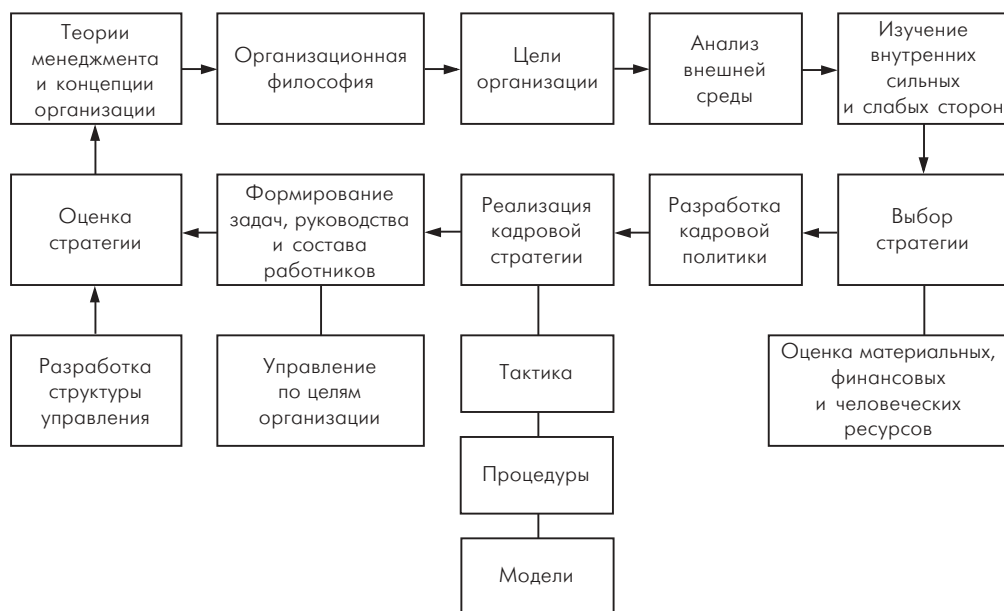 Теории
менеджмента
и концепции
организации
Организационная
философия
Цели
организации
Анализ
внешней
среды
Изучение
внутренних
сильных
и слабых сторон
Оценка
стратегии
Формирование
задач, руководства
и состава
работников
Реализация
кадровой
стратегии
Разработка
кадровой
политики
Выбор
стратегии
Разработка
структуры
управления
Управление
по целям
организации
Тактика
Оценка материальных,
финансовых
и человеческих
ресурсов
Процедуры
Модели